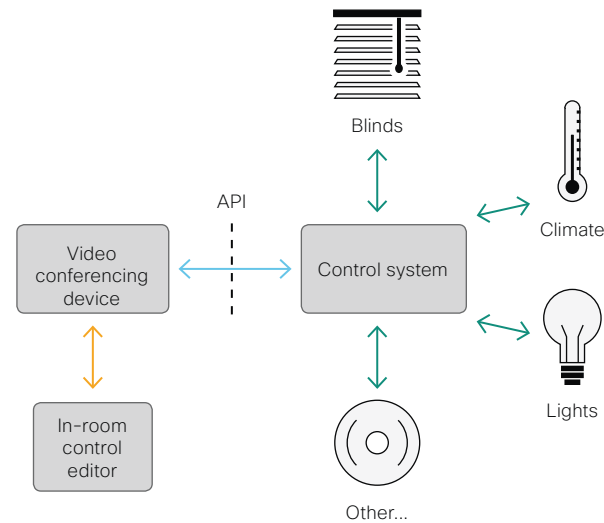 Blinds
Climate
API
Video
conferencing
device
Control system
In-room
control
editor
Lights
Other...